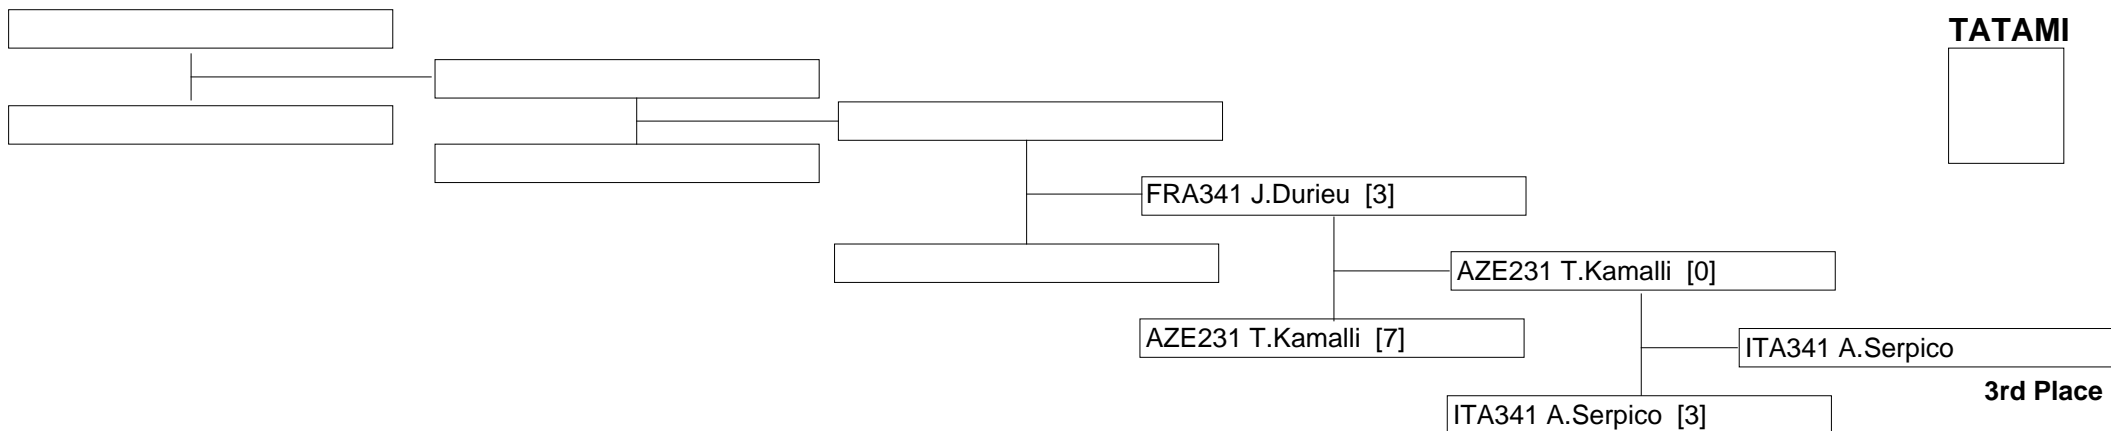 TATAMI
FRA341 J.Durieu  [3]
AZE231 T.Kamalli  [0]
AZE231 T.Kamalli  [7]
ITA341 A.Serpico
3rd Place
ITA341 A.Serpico  [3]